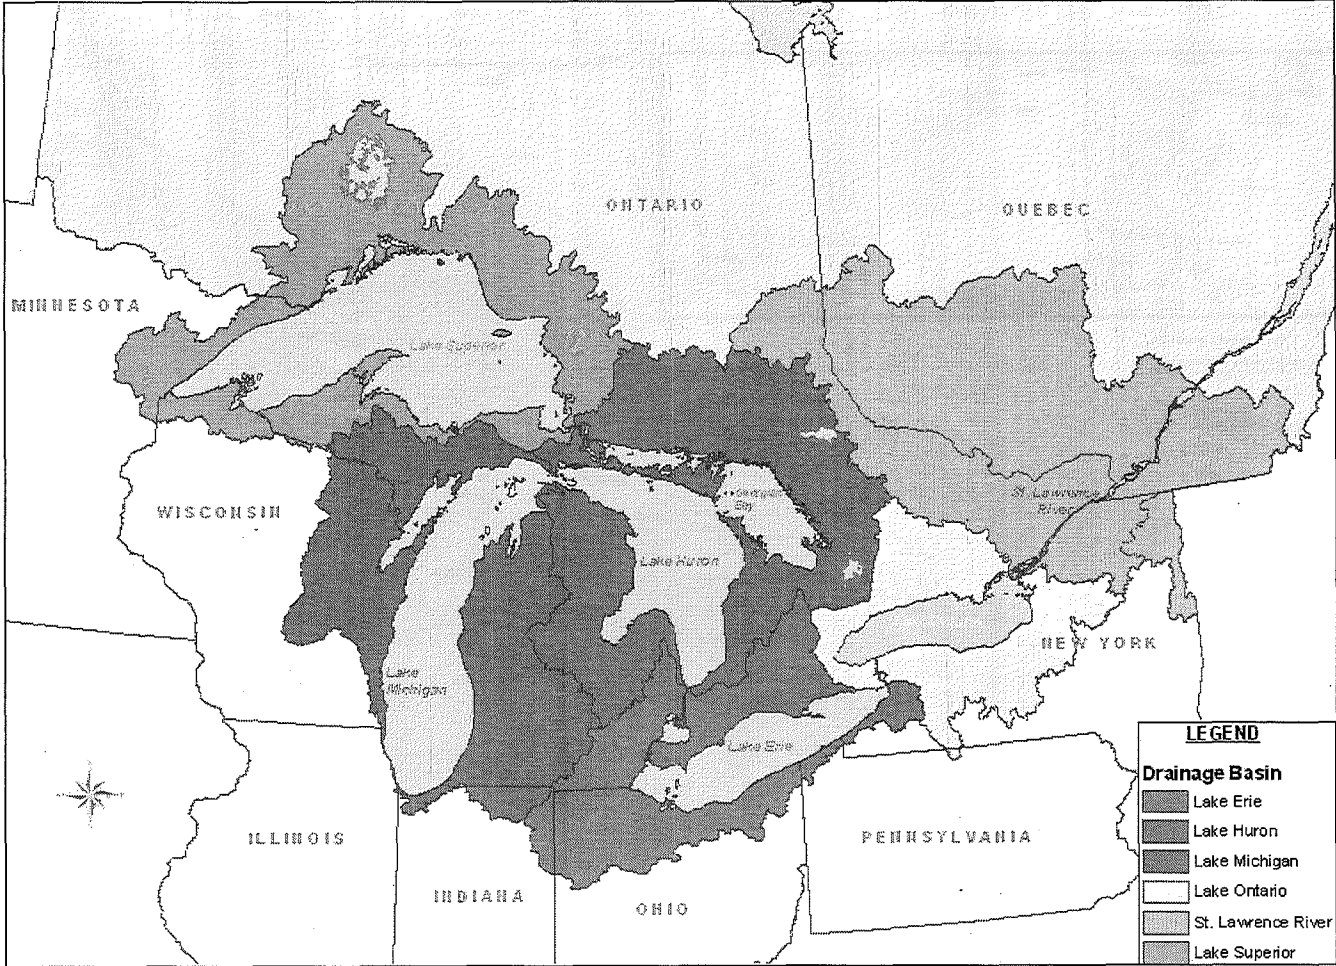 ONTARIO
QUEBEC
MINNESOTA
Lake Superior
WISCONSIN
Georgian
Bay
St. Lawrence
River
Lake Huron
NEW YORK
Lake
Michigan
Lake Erie
ILLINOIS
INDIANA
OHIO
PENNSYLVANIA
LEGEND
Drainage Basin
Lake Erie
Lake Huron
Lake Michigan
Lake Ontario
St. Lawrence River
Lake Superior